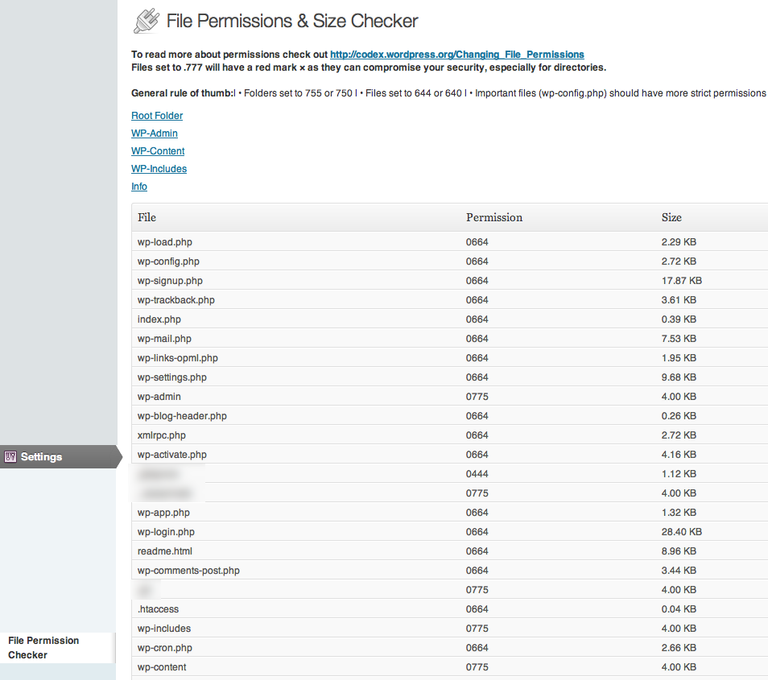 File Permissions & Size Checker
To read more about permissions check out http://codex.wordpress.org/Changing_File_Permissions
Files set to .777 will have a red mark × as they can compromise your security, especially for directories.
General rule of thumb:l • Folders set to 755 or 750 l • Files set to 644 or 640 l • Important files (wp-config.php) should have more strict permissions
Root Folder
WP-Admin
WP-Content
WP-Includes
Info
File Permission Size
wp-load.php 0664 2.29 KB
wp-config.php 0664 2.72 KB
wp-signup.php 0664 17.87 KB
wp-trackback.php 0664 3.61 KB
index.php 0664 0.39 KB
wp-mail.php 0664 7.53 KB
wp-links-opml.php 0664 1.95 KB
wp-settings.php 0664 9.68 KB
wp-admin 0775 4.00 KB
wp-blog-header.php 0664 0.26 KB
xmlrpc.php 0664 2.72 KB
wp-activate.php 0664 4.16 KB
0444 1.12 KB
0775 4.00 KB
wp-app.php 0664 1.32 KB
wp-login.php 0664 28.40 KB
readme.html 0664 8.96 KB
wp-comments-post.php 0664 3.44 KB
0775 4.00 KB
.htaccess 0664 0.04 KB
wp-includes 0775 4.00 KB
wp-cron.php 0664 2.66 KB
wp-content 0775 4.00 KB
Settings
File Permission
Checker